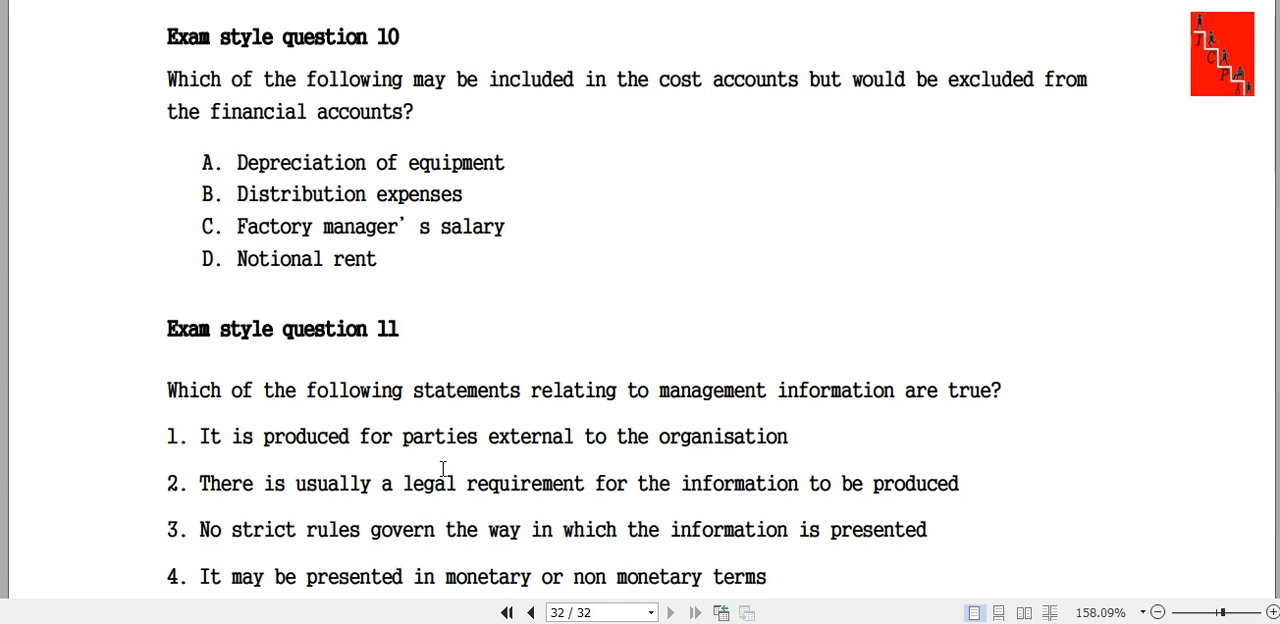 Exam style question 10
Which of the following may be included in the cost accounts but would be excluded from
the financial accounts?
A. Depreciation of equipment
B. Distribution expenses
C. Factory manager's salary
D. Notional rent
Exam style question 11
Which of the following statements relating to management information are true?
1. It is produced for parties external to the organisation
2. There is usually a legal requirement for the information to be produced
3. No strict rules govern the way in which the information is presented
4. It may be presented in monetary or non monetary terms
I
C
P
A
32 / 32
158.09%